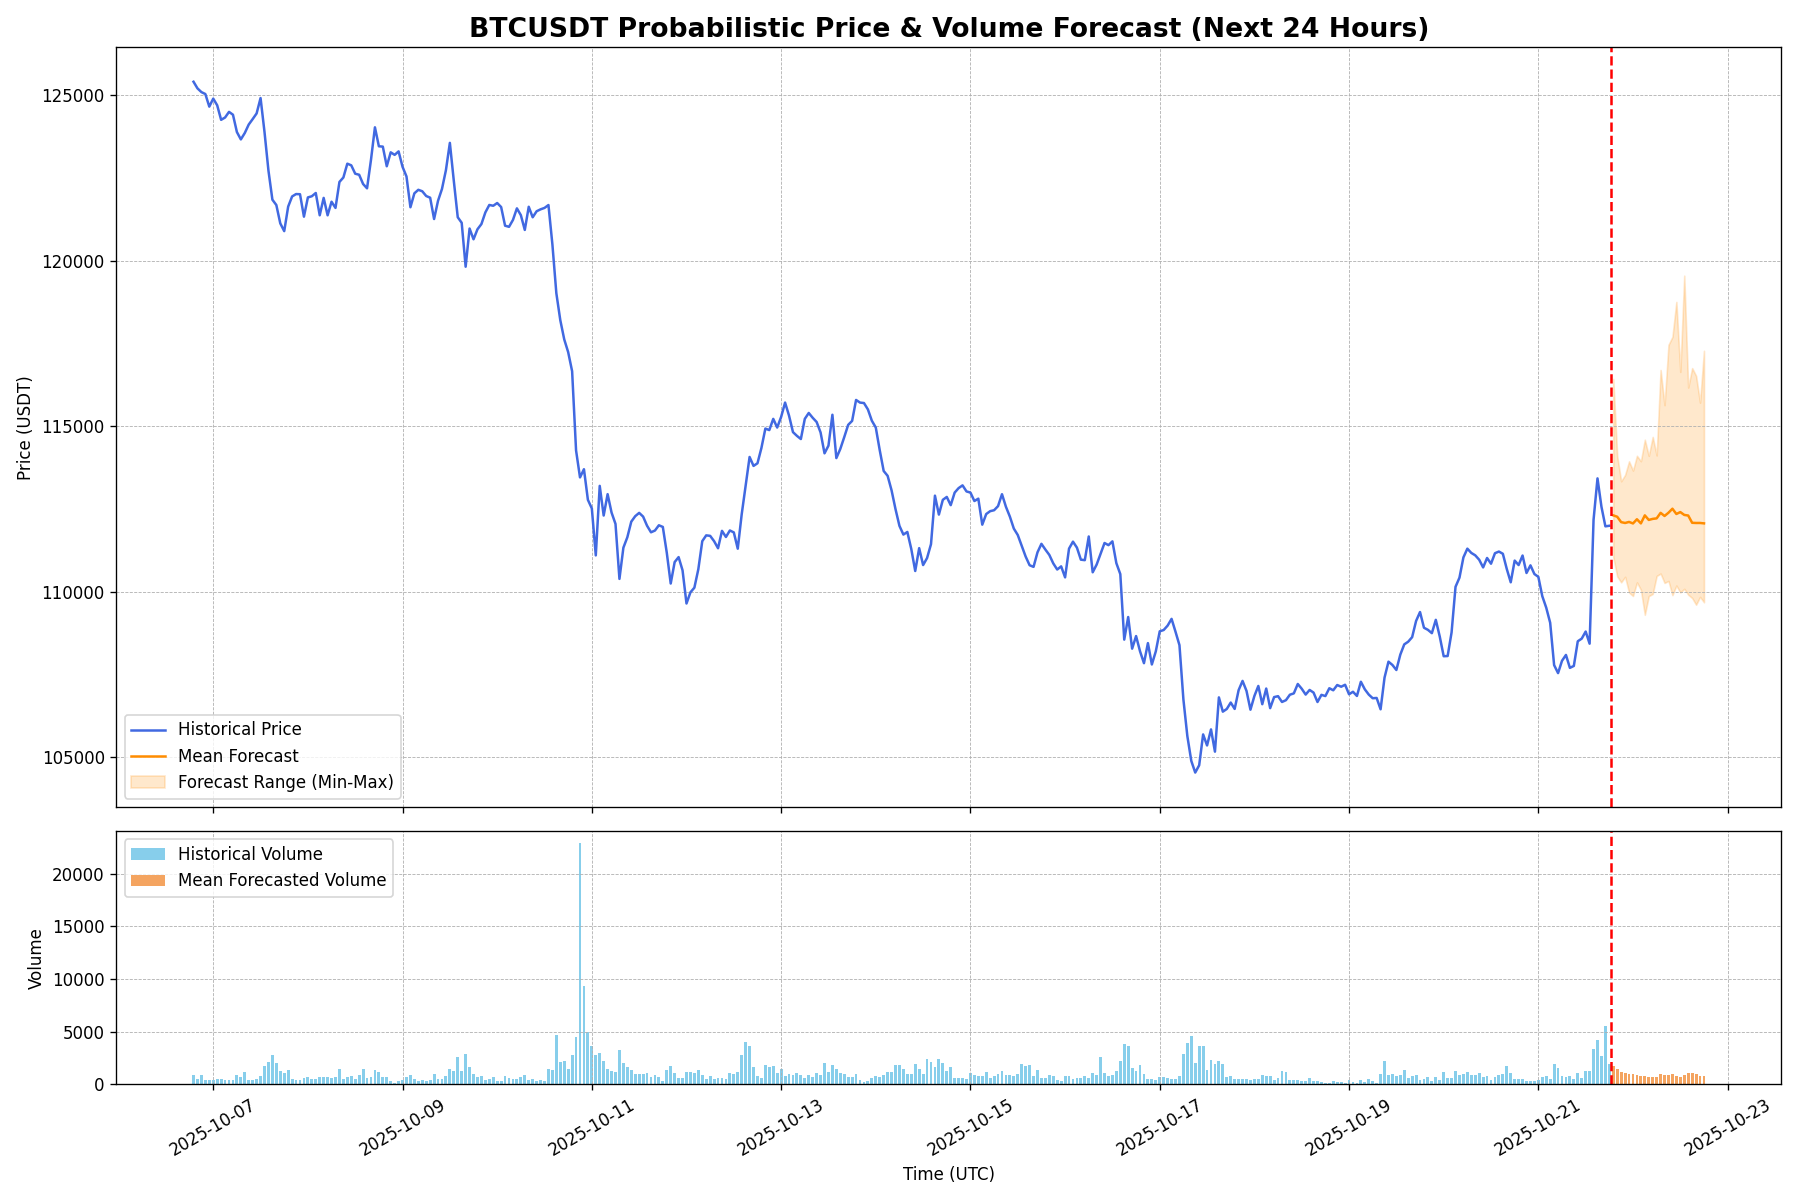 BTCUSDT Probabilistic Price & Volume Forecast (Next 24 Hours)
125000
120000
115000
110000
105000
Price (USDT)
Historical Price
Mean Forecast
Forecast Range (Min-Max)
Historical Volume
Mean Forecasted Volume
20000
15000
10000
5000
0
Volume
2025-10-07
2025-10-09
2025-10-11
2025-10-13
2025-10-15
2025-10-17
2025-10-19
2025-10-21
2025-10-23
Time (UTC)